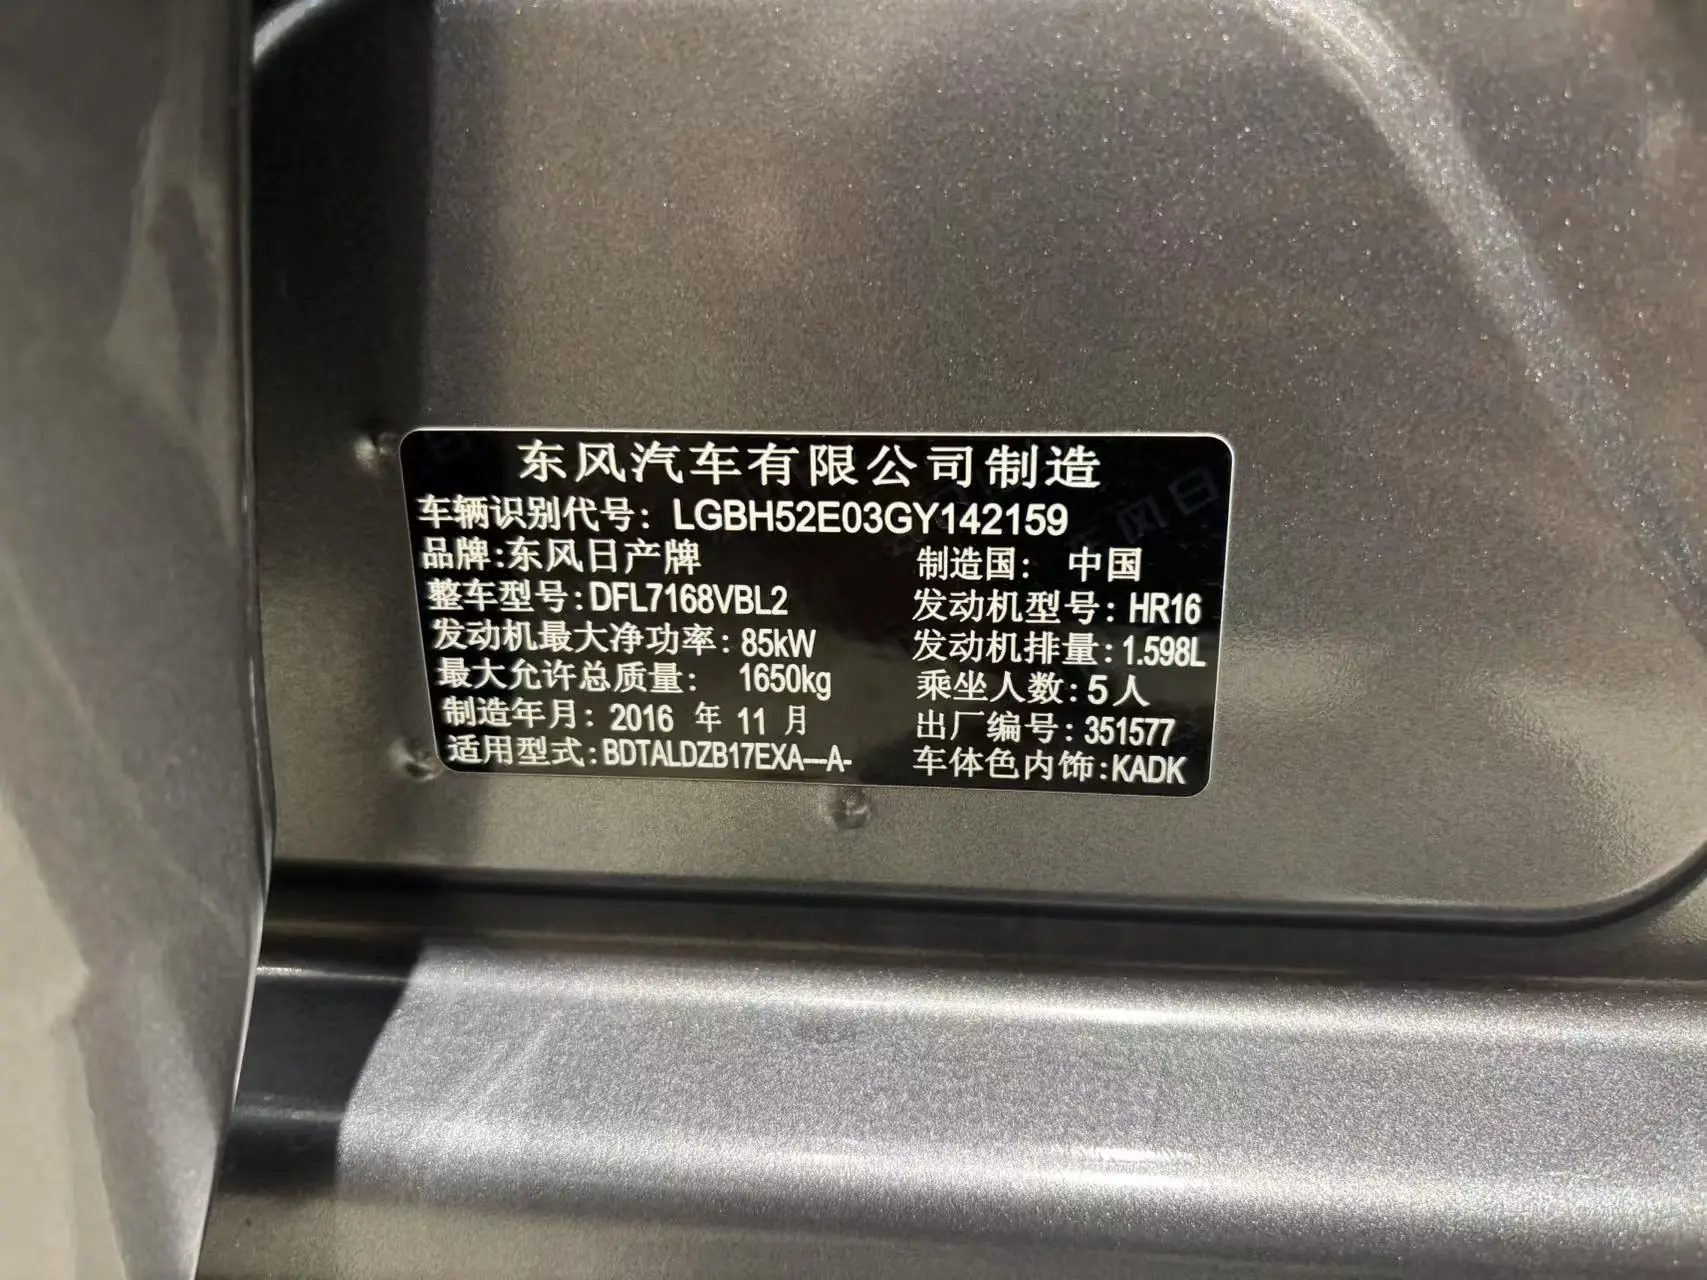 东风汽车有限公司制造
车辆识别代号：LGBH52E03GY142159
品牌:东风日产牌 制造国：中国
整车型号:DFL7168VBL2 发动机型号:HR16
发动机最大净功率:85kW 发动机排量:1.598L
最大允许总质量：1650kg 乘坐人数:5人
制造年月：2016 年 11 月 出厂编号:351577
适用型式:BDTALDZB17EXA---A- 车体色内饰:KADK